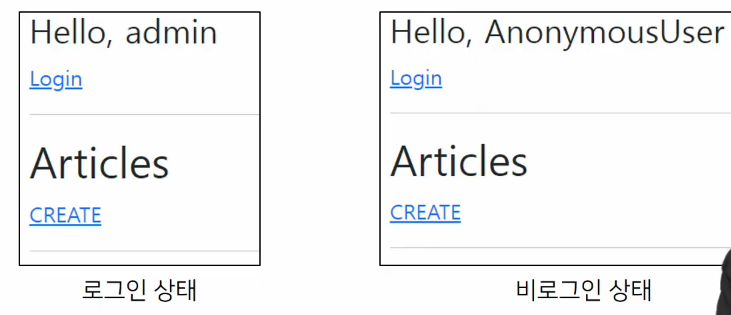 Hello, admin
Login
Articles
CREATE
로그인 상태
Hello, AnonymousUser
Login
Articles
CREATE
비로그인 상태